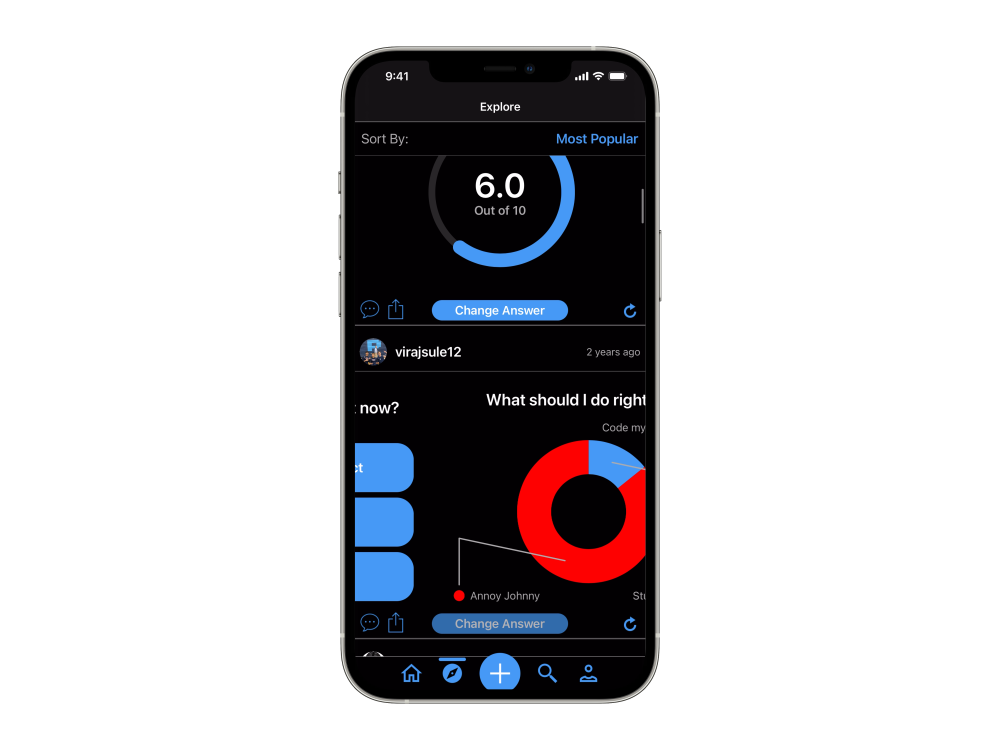 9:41
Explore
Sort By: Most Popular
6.0
Out of 10
Change Answer
virajsule12 2 years ago
now?
What should I do right
Code my
ct
Annoy Johnny
Stu
Change Answer